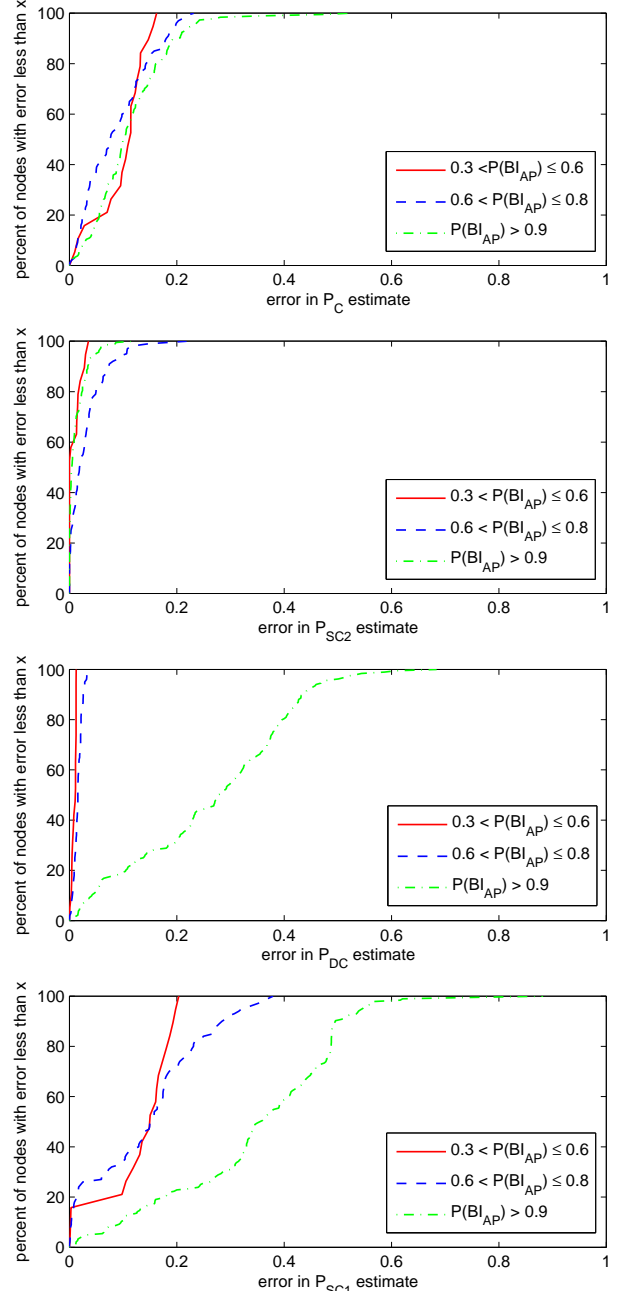 percent of nodes with error less than x
100
80
60
40
20
0
0.3 <P(BI_AP) ≤ 0.6
0.6 < P(BI_AP) ≤ 0.8
P(BI_AP) > 0.9
0 0.2 0.4 0.6 0.8 1
error in P_C estimate
percent of nodes with error less than x
100
80
60
40
20
0
0.3 < P(BI_AP) ≤ 0.6
0.6 < P(BI_AP) ≤ 0.8
P(BI_AP) > 0.9
0 0.2 0.4 0.6 0.8 1
error in P_SC2 estimate
percent of nodes with error less than x
100
80
60
40
20
0
0.3 < P(BI_AP) ≤ 0.6
0.6 < P(BI_AP) ≤ 0.8
P(BI_AP) > 0.9
0 0.2 0.4 0.6 0.8 1
error in P_DC estimate
percent of nodes with error less than x
100
80
60
40
20
0
0.3 < P(BI_AP) ≤ 0.6
0.6 < P(BI_AP) ≤ 0.8
P(BI_AP) > 0.9
0 0.2 0.4 0.6 0.8 1
error in P_SC1 estimate